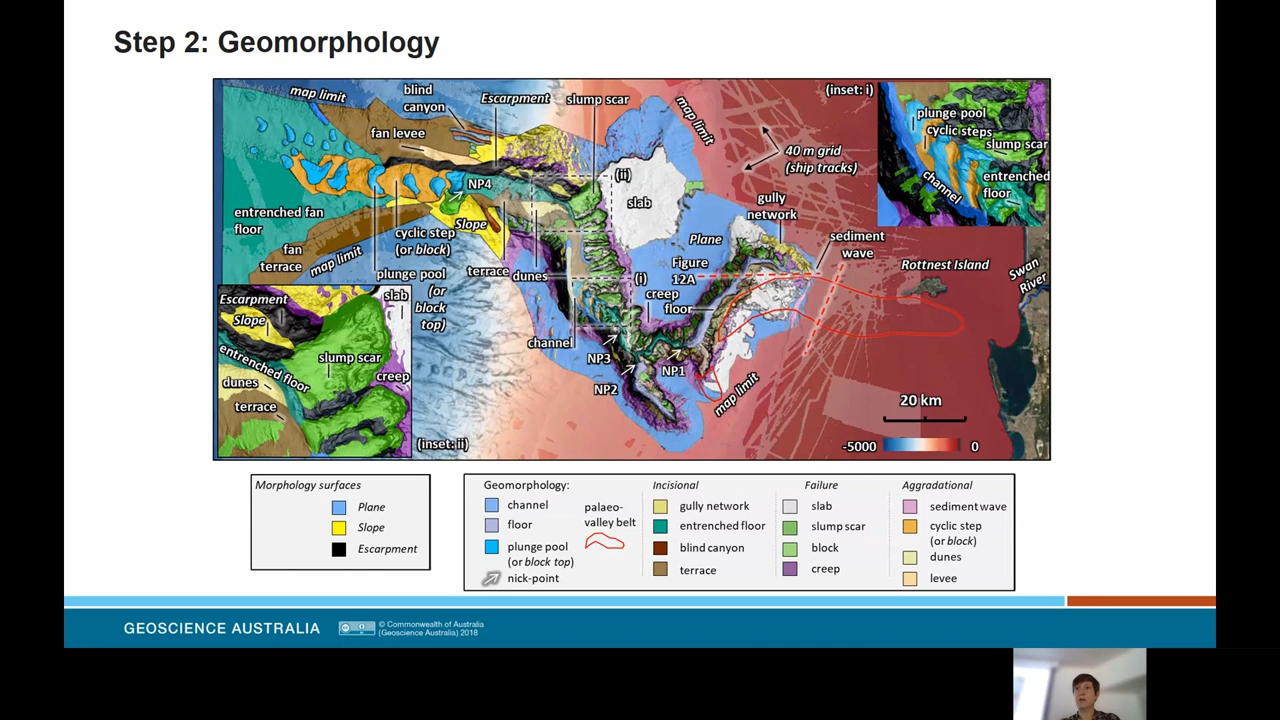 Step 2: Geomorphology
map limit
blind
canyon
Escarpment
slump scar
map limit
(inset: i)
fan levee
plunge pool
cyclic steps
slump scar
entrenched
floor
channel
40 m grid
(ship tracks)
NP4
(ii)
slab
gully
network
entrenched fan
floor
cyclic step
(or block)
Slope
Plane
sediment
wave
fan
terrace
map limit
plunge pool
(or
block
top)
terrace
dunes
Figure
12A
(i)
creep
floor
Rottnest Island
Swan
River
Escarpment
Slope
slab
slump scar
entrenched floor
creep
dunes
terrace
(inset: ii)
channel
NP3
NP2
NP1
map limit
20 km
-5000
0
Morphology surfaces
Plane
Slope
Escarpment
Geomorphology:
channel
floor
plunge pool
(or block top)
nick-point
palaeo-
valley belt
Incisional
gully network
entrenched floor
blind canyon
terrace
Failure
slab
slump scar
block
creep
Aggradational
sediment wave
cyclic step
(or block)
dunes
levee
GEOSCIENCE AUSTRALIA
© Commonwealth of Australia
(Geoscience Australia) 2018